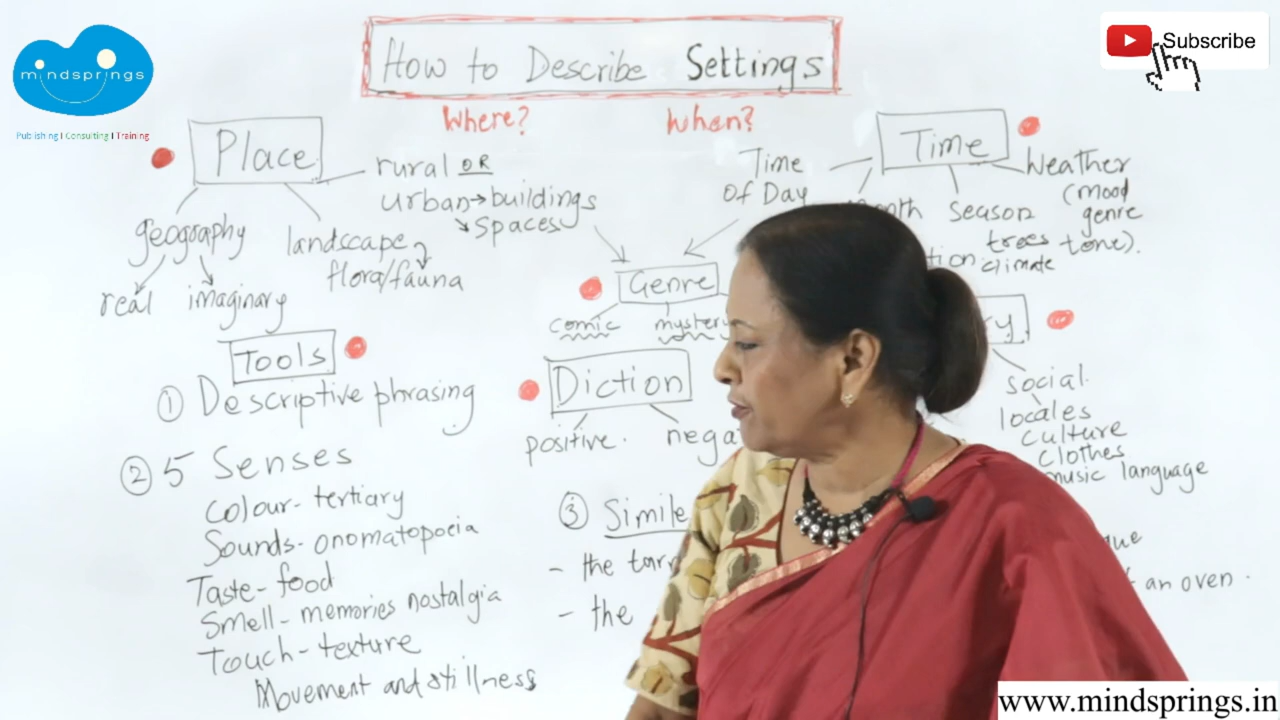 mindsprings
Publishing I Consulting I Training
Subscribe
How to Describe Settings
Where? When?
Place
rural OR
urban → buildings
spaces
geography
real imaginary
landscape
flora/fauna
Time
Time
of Day
Season
trees
climate
Weather
(mood
genre
tone).
Genre
comic mystery
Tools
① Descriptive phrasing
② 5 Senses
Colour - tertiary
Sounds - onomatopoeia
Taste - food
Smell - memories nostalgia
Touch - texture
Movement and stillness
Diction
positive.
social.
locales
culture
clothes
music language
③ Simile
- the
- the
an oven.
www.mindsprings.in